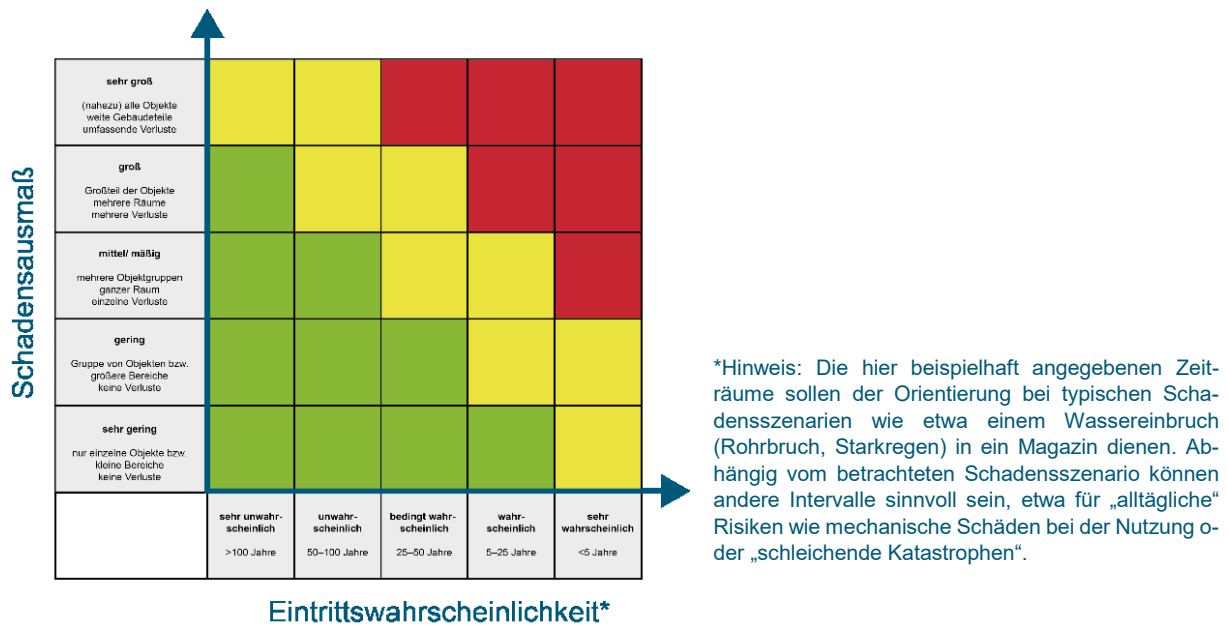 Schadensausmaß
sehr groß
(nahezu) alle Objekte
weite Gebäudeteile
umfassende Verluste
groß
Großteil der Objekte
mehrere Räume
mehrere Verluste
mittel/ mäßig
mehrere Objektgruppen
ganzer Raum
einzelne Verluste
gering
Gruppe von Objekten bzw.
größere Bereiche
keine Verluste
sehr gering
nur einzelne Objekte bzw.
kleine Bereiche
keine Verluste
sehr unwahr-
scheinlich
>100 Jahre
unwahr-
scheinlich
50–100 Jahre
bedingt wahr-
scheinlich
25–50 Jahre
wahr-
scheinlich
5–25 Jahre
sehr
wahrscheinlich
<5 Jahre
Eintrittswahrscheinlichkeit*
*Hinweis: Die hier beispielhaft angegebenen Zeit-
räume sollen der Orientierung bei typischen Scha-
densszenarien wie etwa einem Wassereinbruch
(Rohrbruch, Starkregen) in ein Magazin dienen. Ab-
hängig vom betrachteten Schadensszenario können
andere Intervalle sinnvoll sein, etwa für „alltägliche“
Risiken wie mechanische Schäden bei der Nutzung o-
der „schleichende Katastrophen“.